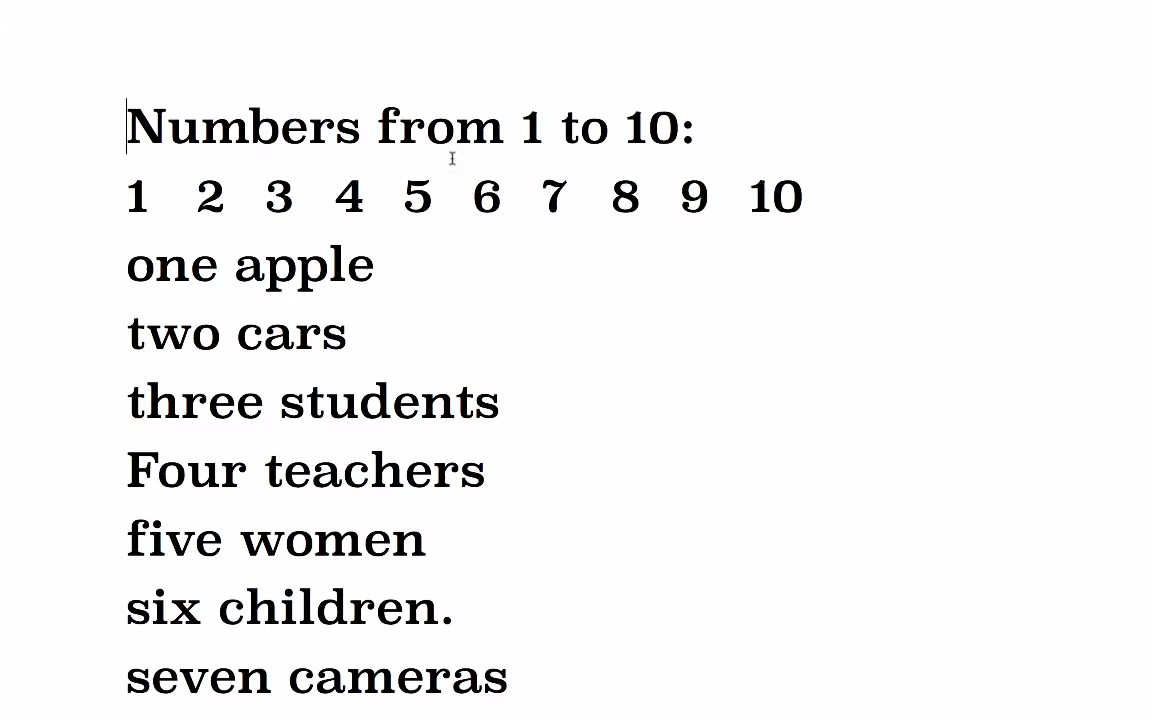 Numbers from 1 to 10:
1 2 3 4 5 6 7 8 9 10
one apple
two cars
three students
Four teachers
five women
six children.
seven cameras